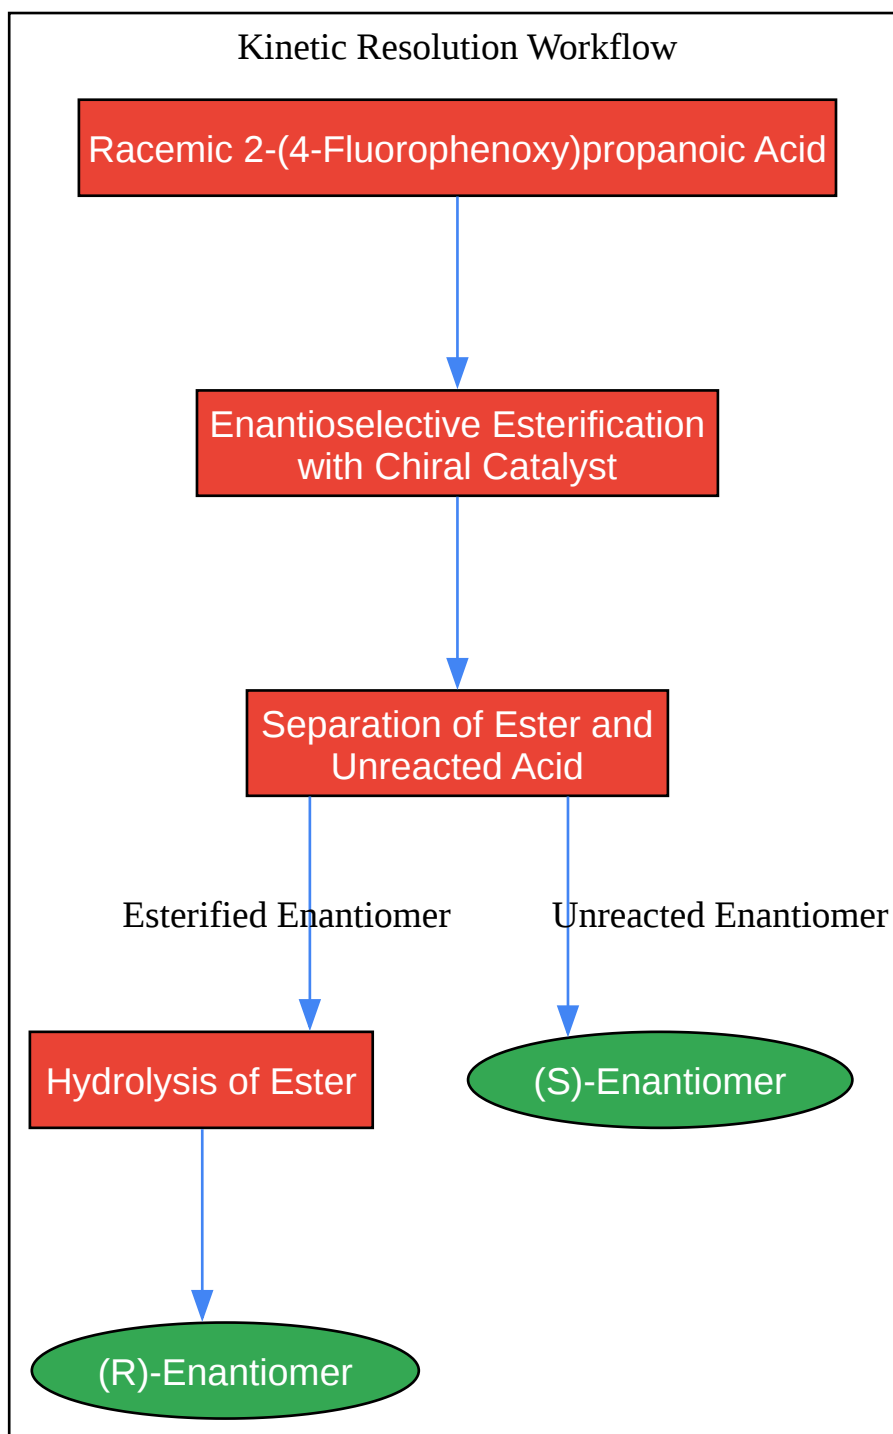 Kinetic Resolution Workflow
Racemic 2-(4-Fluorophenoxy)propanoic Acid
Enantioselective Esterification
with Chiral Catalyst
Separation of Ester and
Unreacted Acid
Esterified Enantiomer
Unreacted Enantiomer
Hydrolysis of Ester
(S)-Enantiomer
(R)-Enantiomer